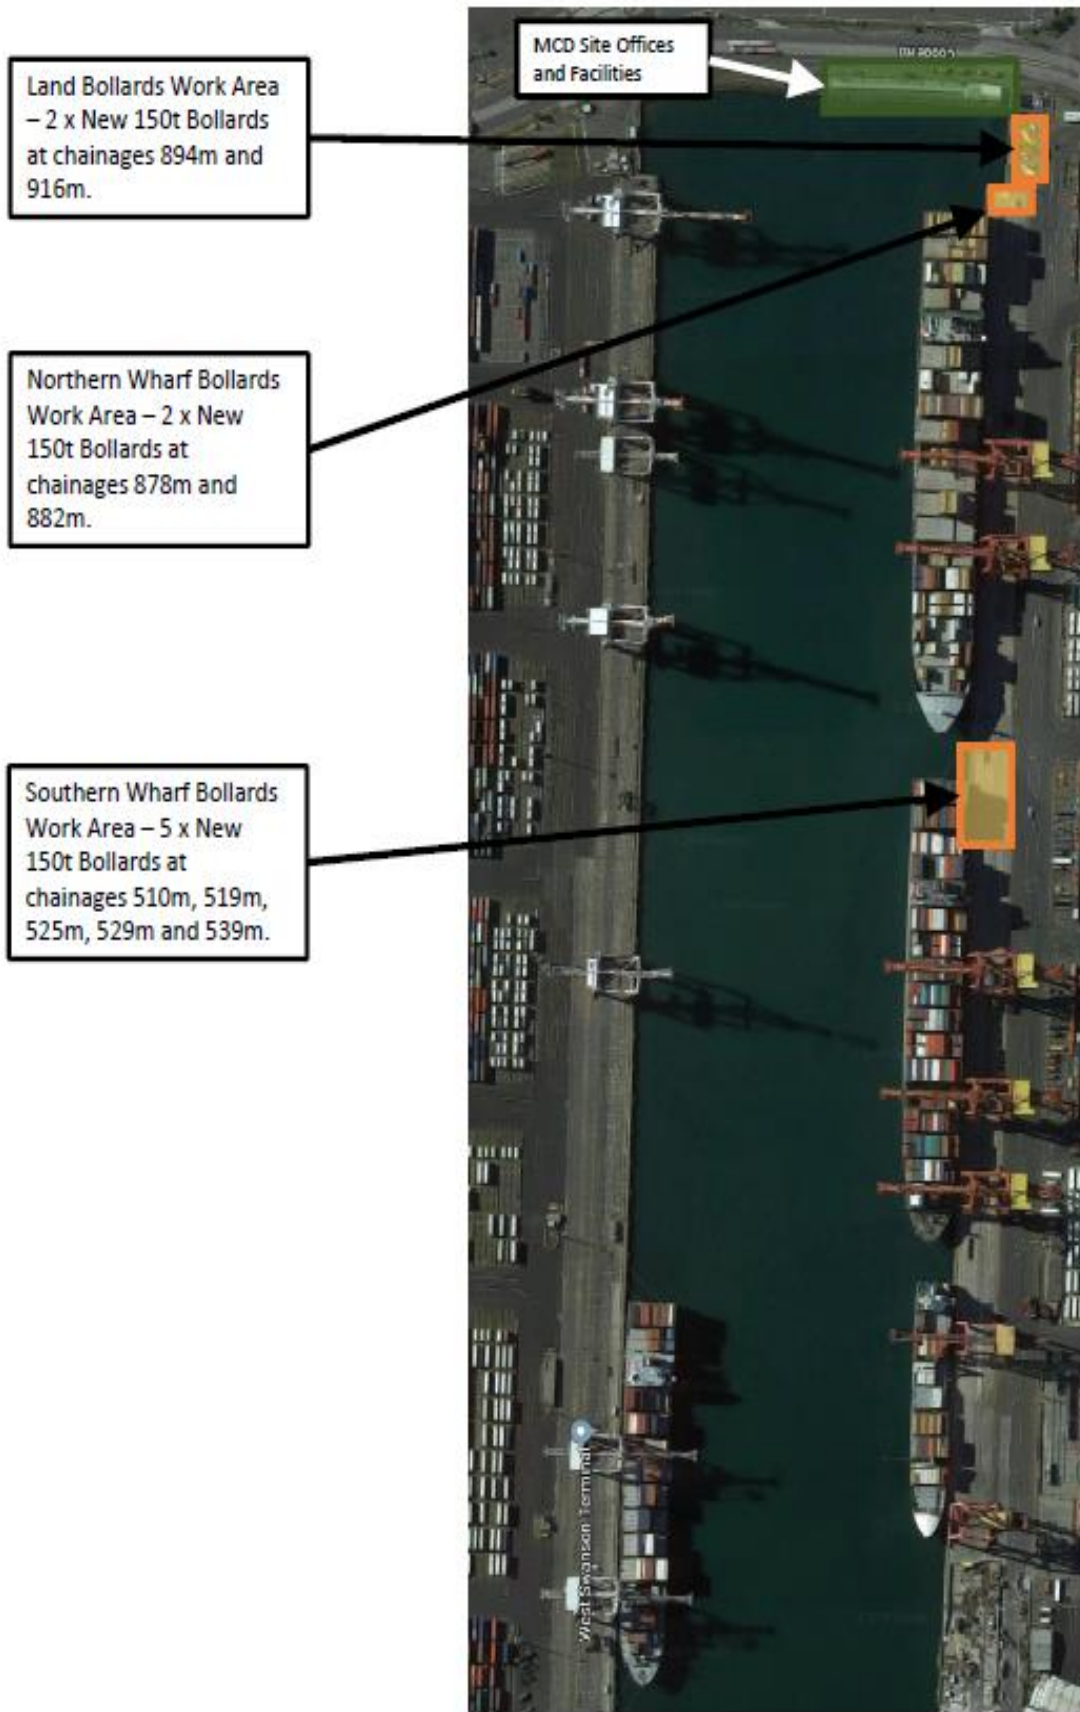 MCD Site Offices
and Facilities
Land Bollards Work Area
– 2 x New 150t Bollards
at chainages 894m and
916m.
Northern Wharf Bollards
Work Area – 2 x New
150t Bollards at
chainages 878m and
882m.
Southern Wharf Bollards
Work Area – 5 x New
150t Bollards at
chainages 510m, 519m,
525m, 529m and 539m.
West Swanson Terminal